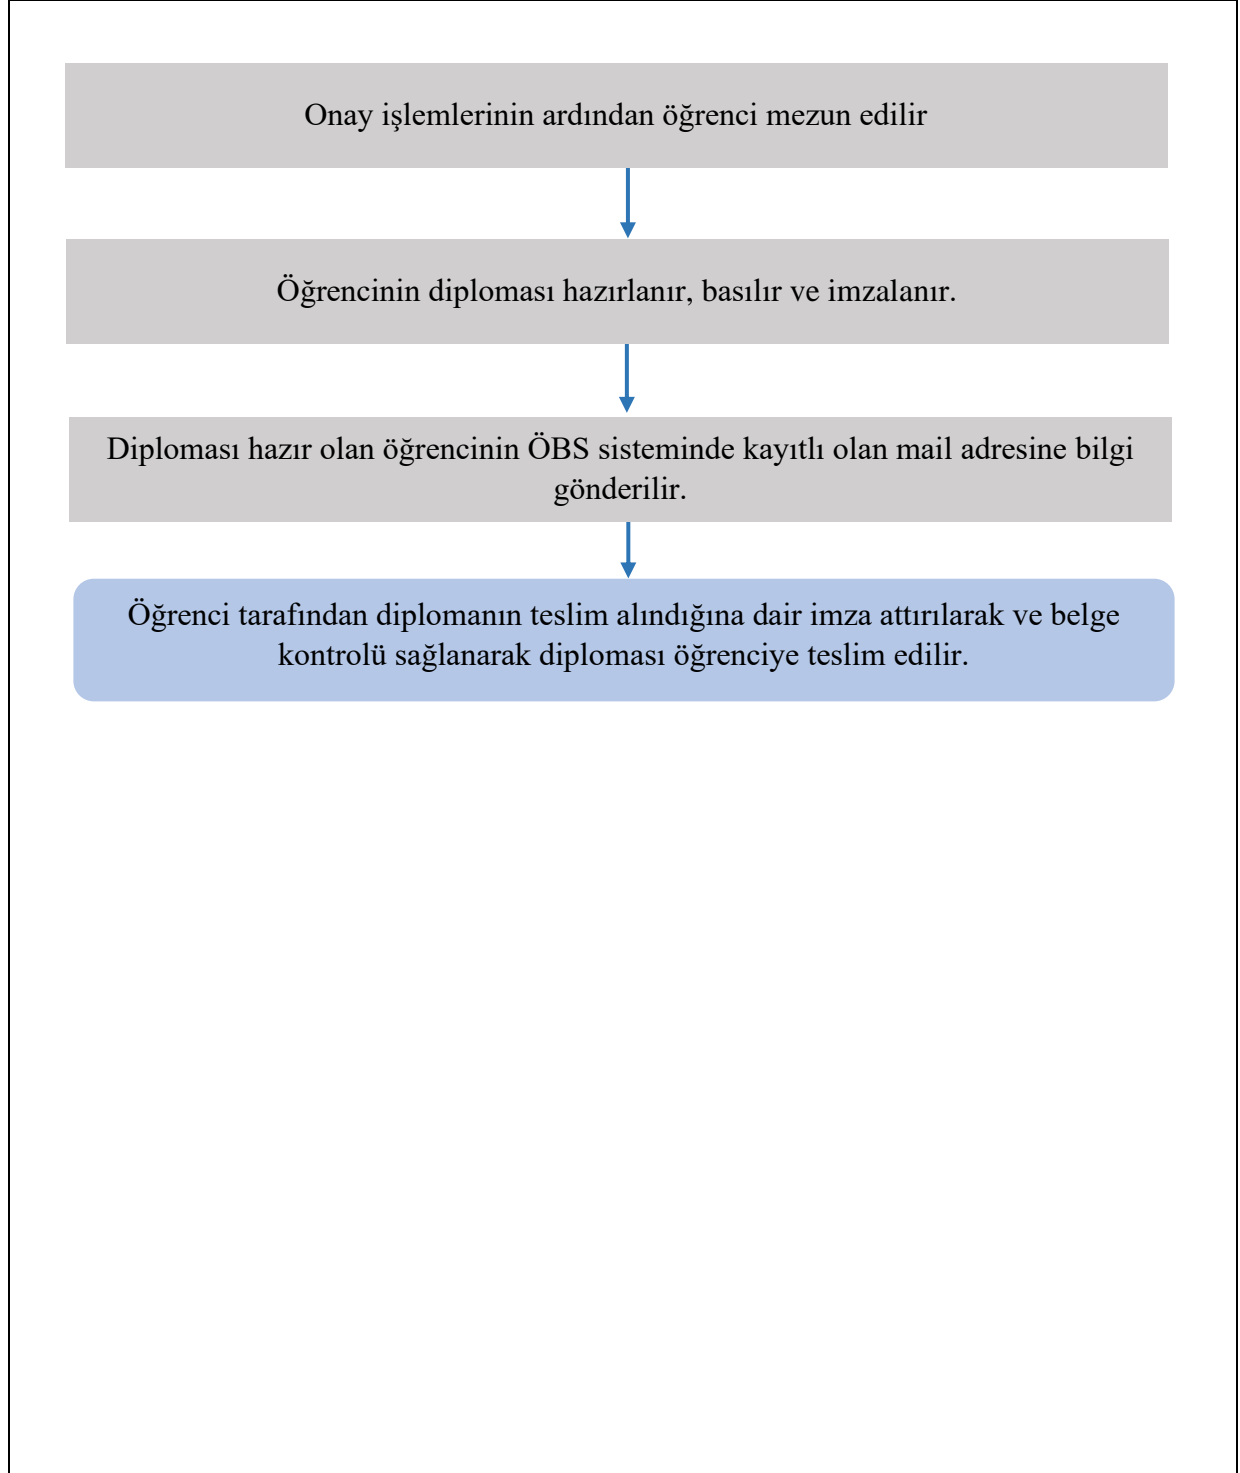 Onay işlemlerinin ardından öğrenci mezun edilir
Öğrencinin diploması hazırlanır, basılır ve imzalanır.
Diploması hazır olan öğrencinin ÖBS sisteminde kayıtlı olan mail adresine bilgi
gönderilir.
Öğrenci tarafından diplomanın teslim alındığına dair imza attırılarak ve belge
kontrolü sağlanarak diploması öğrenciye teslim edilir.